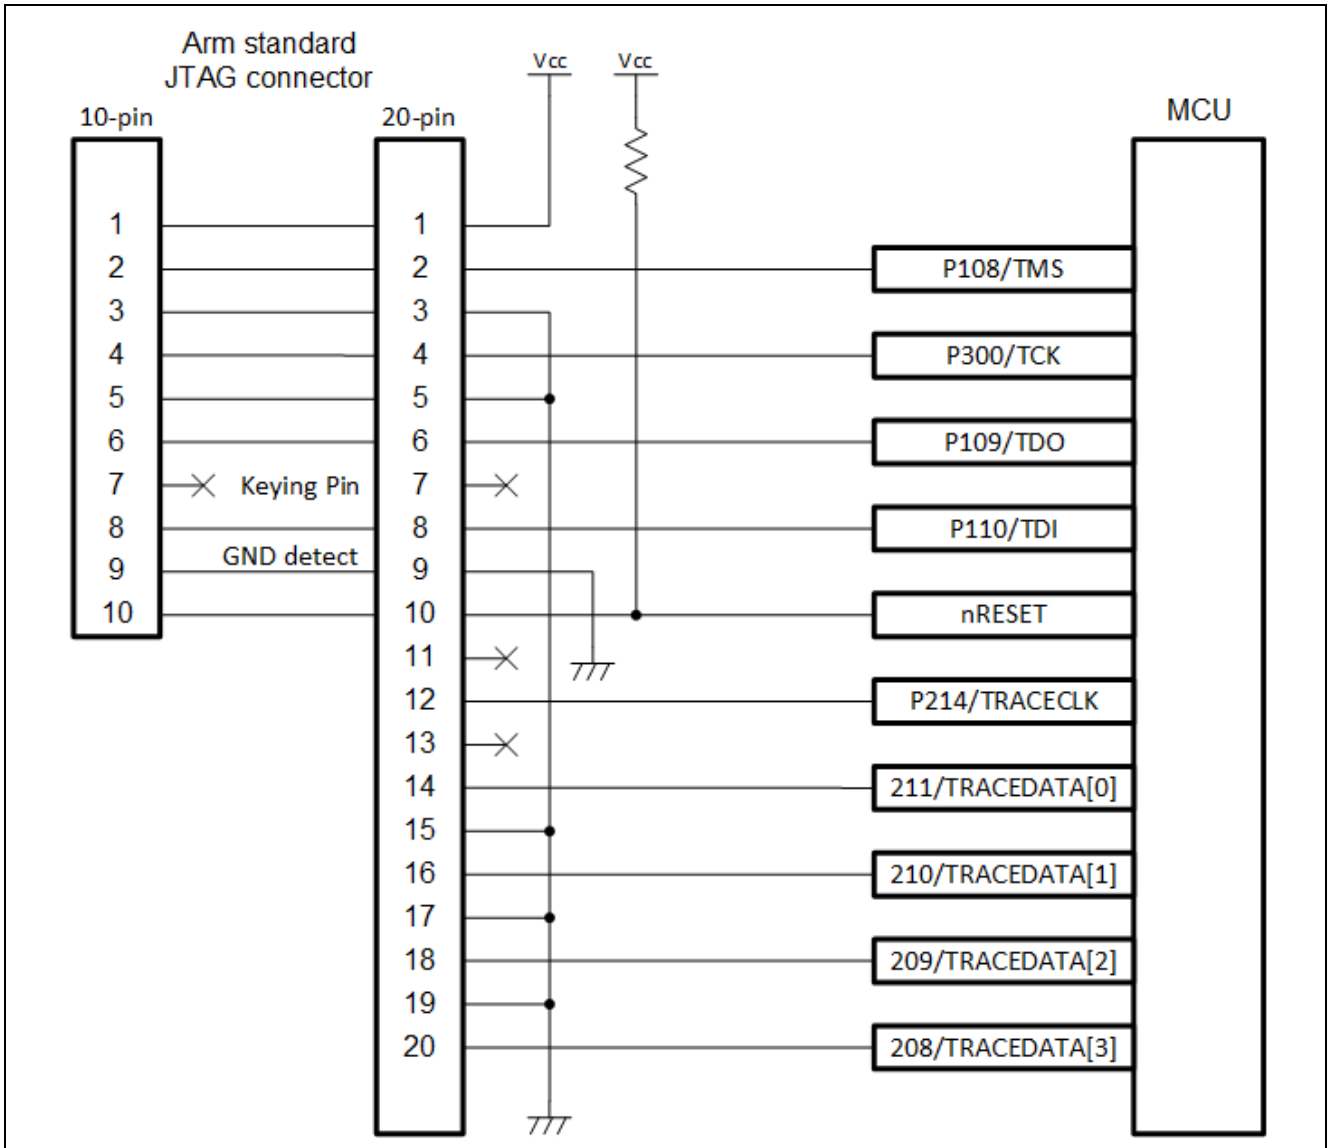 Arm standard
JTAG connector
10-pin
20-pin
Vcc
Vcc
MCU
1
1
2
2
P108/TMS
3
3
4
4
P300/TCK
5
5
6
6
P109/TDO
7
Keying Pin
7
8
8
P110/TDI
GND detect
9
9
10
10
nRESET
11
12
P214/TRACECLK
13
14
211/TRACEDATA[0]
15
16
210/TRACEDATA[1]
17
18
209/TRACEDATA[2]
19
20
208/TRACEDATA[3]